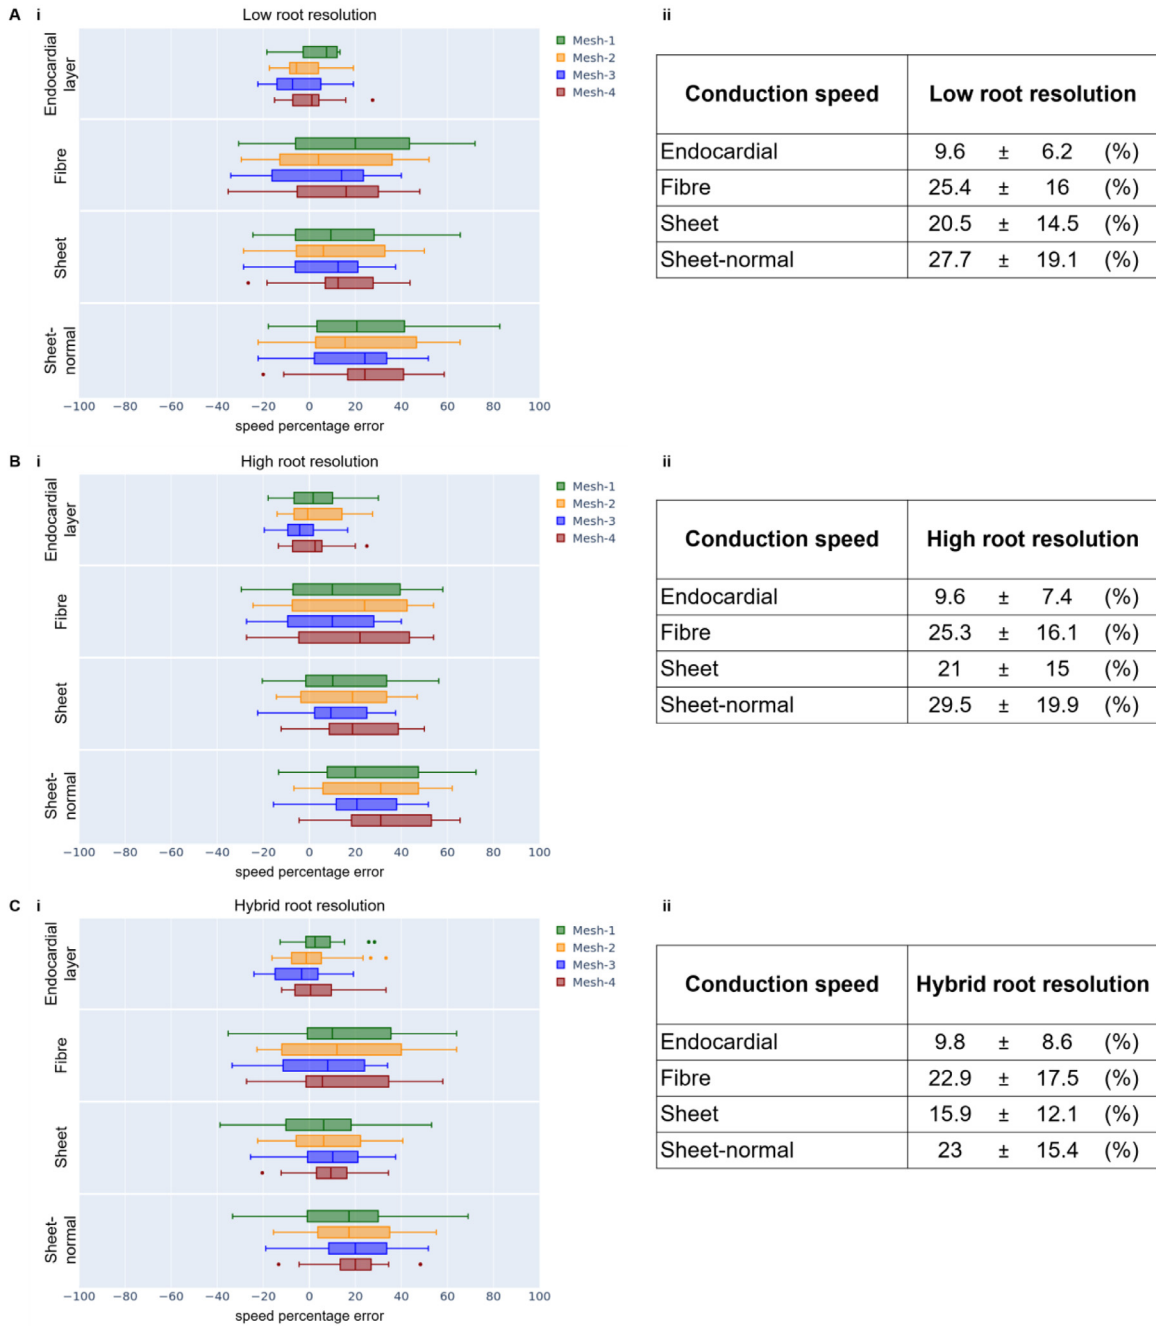 A i Low root resolution ii
Endocardial
layer
Fibre
Sheet
Sheet-
normal
Mesh-1
Mesh-2
Mesh-3
Mesh-4
−100 −80 −60 −40 −20 0 20 40 60 80 100
speed percentage error
Conduction speed Low root resolution
Endocardial 9.6 ± 6.2 (%)
Fibre 25.4 ± 16 (%)
Sheet 20.5 ± 14.5 (%)
Sheet-normal 27.7 ± 19.1 (%)
B i High root resolution ii
Endocardial
layer
Fibre
Sheet
Sheet-
normal
Mesh-1
Mesh-2
Mesh-3
Mesh-4
−100 −80 −60 −40 −20 0 20 40 60 80 100
speed percentage error
Conduction speed High root resolution
Endocardial 9.6 ± 7.4 (%)
Fibre 25.3 ± 16.1 (%)
Sheet 21 ± 15 (%)
Sheet-normal 29.5 ± 19.9 (%)
C i Hybrid root resolution ii
Endocardial
layer
Fibre
Sheet
Sheet-
normal
Mesh-1
Mesh-2
Mesh-3
Mesh-4
−100 −80 −60 −40 −20 0 20 40 60 80 100
speed percentage error
Conduction speed Hybrid root resolution
Endocardial 9.8 ± 8.6 (%)
Fibre 22.9 ± 17.5 (%)
Sheet 15.9 ± 12.1 (%)
Sheet-normal 23 ± 15.4 (%)